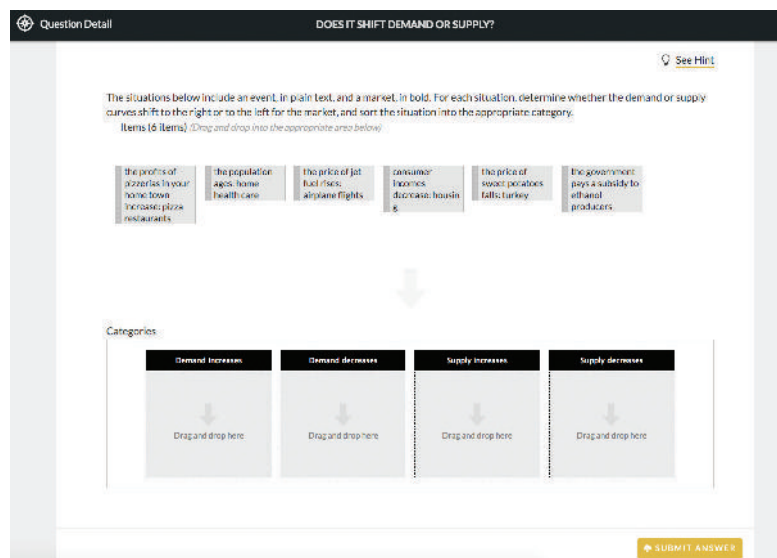 Question Detail
DOES IT SHIFT DEMAND OR SUPPLY?
See Hint
The situations below include an event, in plain text, and a market, in bold. For each situation, determine whether the demand or supply
curves shift to the right or to the left for the market, and sort the situation into the appropriate category.
Items (6 items) (Drag and drop into the appropriate area below)
the profits of
pizzerias in your
home town
increase: pizza
restaurants
the population
ages: home
health care
the price of jet
fuel rises:
airplane flights
consumer
incomes
decrease: housin
g
the price of
sweet potatoes
falls: turkey
the government
pays a subsidy to
ethanol
producers
Categories
Demand increases
Demand decreases
Supply increases
Supply decreases
Drag and drop here
Drag and drop here
Drag and drop here
Drag and drop here
SUBMIT ANSWER